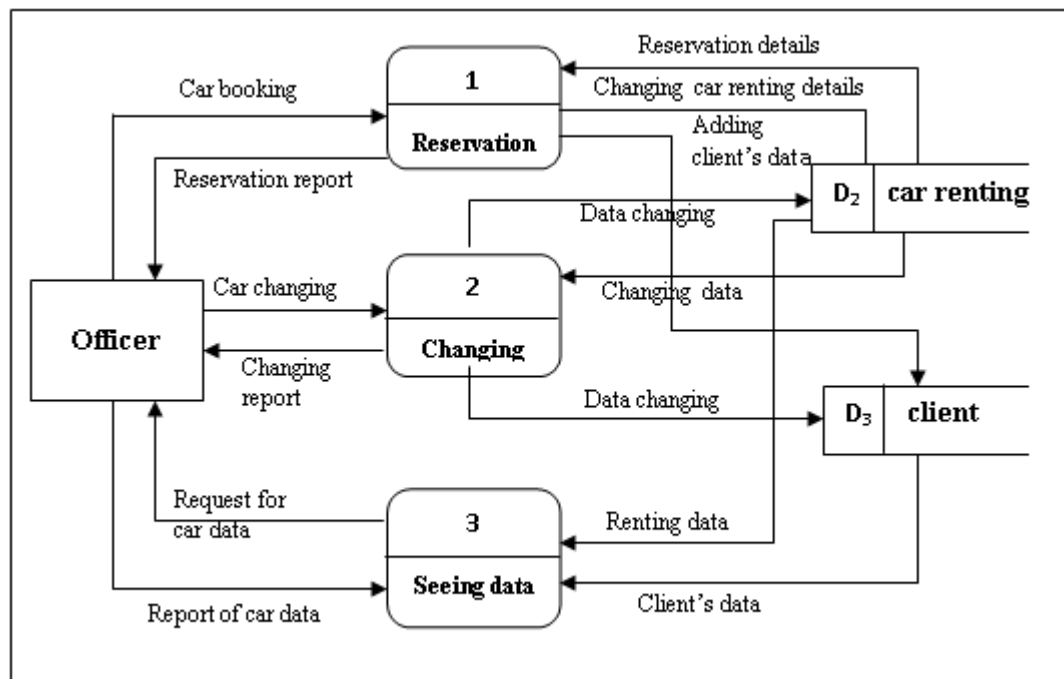 Reservation details
1
Car booking
Changing car renting details
Adding
client's data
Reservation
Reservation report
D2 car renting
Data changing
Car changing
2
Changing data
Officer
Changing
Changing
report
Data changing
D3 client
Request for
car data
3
Renting data
Seeing data
Client's data
Report of car data